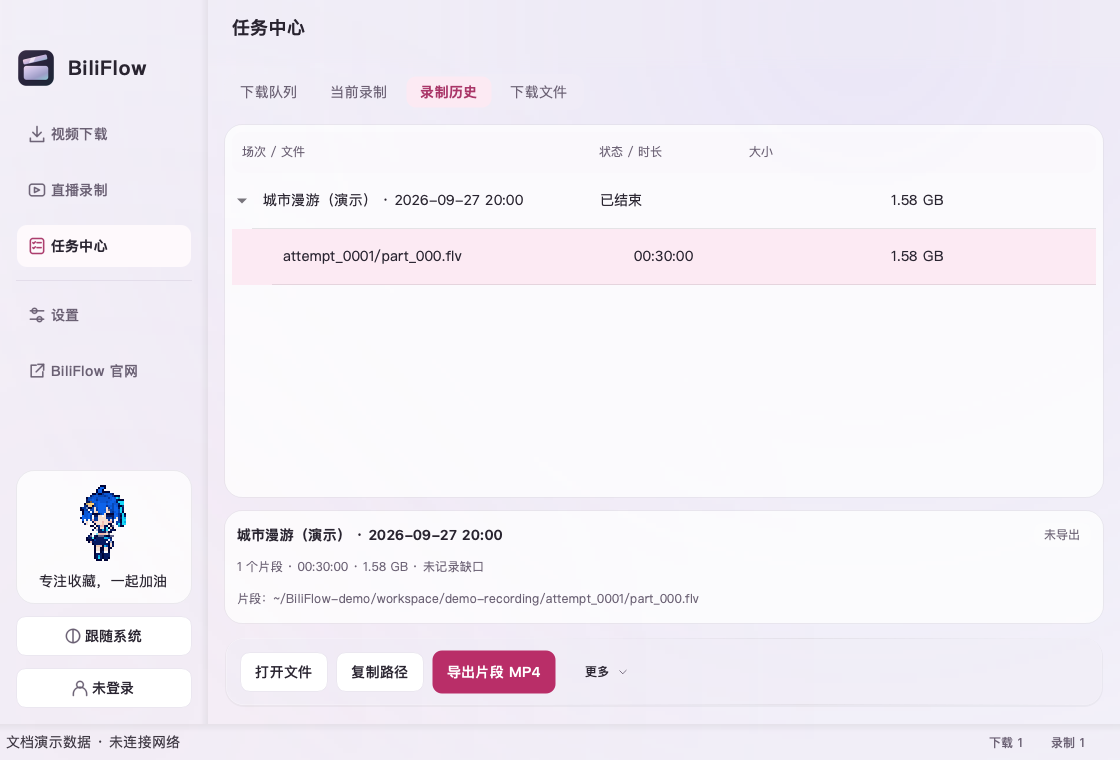 BiliFlow
视频下载
直播录制
任务中心
设置
BiliFlow 官网
专注收藏，一起加油
跟随系统
未登录
任务中心
下载队列 当前录制 录制历史 下载文件
场次 / 文件 状态 / 时长 大小
城市漫游（演示） · 2026-09-27 20:00 已结束 1.58 GB
attempt_0001/part_000.flv 00:30:00 1.58 GB
城市漫游（演示） · 2026-09-27 20:00 未导出
1 个片段 · 00:30:00 · 1.58 GB · 未记录缺口
片段：~/BiliFlow-demo/workspace/demo-recording/attempt_0001/part_000.flv
打开文件 复制路径 导出片段 MP4 更多
文档演示数据 · 未连接网络 下载 1 录制 1